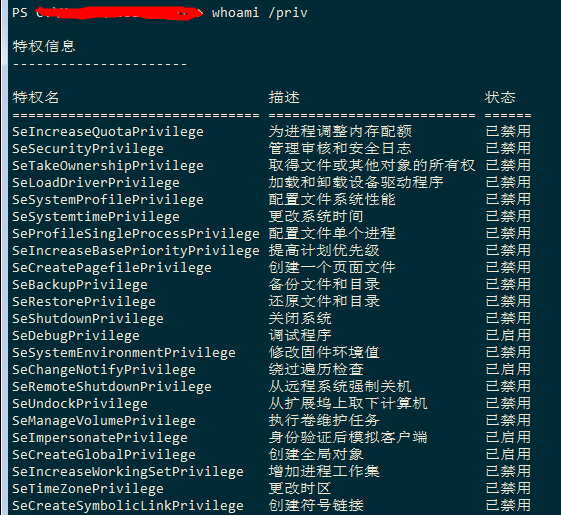 PS C:\ > whoami /priv
特权信息
----------------------
特权名 描述 状态
=============================== ========================== ======
SeIncreaseQuotaPrivilege 为进程调整内存配额 已禁用
SeSecurityPrivilege 管理审核和安全日志 已禁用
SeTakeOwnershipPrivilege 取得文件或其他对象的所有权 已禁用
SeLoadDriverPrivilege 加载和卸载设备驱动程序 已禁用
SeSystemProfilePrivilege 配置文件系统性能 已禁用
SeSystemtimePrivilege 更改系统时间 已禁用
SeProfileSingleProcessPrivilege 配置文件单个进程 已禁用
SeIncreaseBasePriorityPrivilege 提高计划优先级 已禁用
SeCreatePagefilePrivilege 创建一个页面文件 已禁用
SeBackupPrivilege 备份文件和目录 已禁用
SeRestorePrivilege 还原文件和目录 已禁用
SeShutdownPrivilege 关闭系统 已禁用
SeDebugPrivilege 调试程序 已启用
SeSystemEnvironmentPrivilege 修改固件环境值 已禁用
SeChangeNotifyPrivilege 绕过遍历检查 已启用
SeRemoteShutdownPrivilege 从远程系统强制关机 已禁用
SeUndockPrivilege 从扩展坞上取下计算机 已禁用
SeManageVolumePrivilege 执行卷维护任务 已禁用
SeImpersonatePrivilege 身份验证后模拟客户端 已启用
SeCreateGlobalPrivilege 创建全局对象 已启用
SeIncreaseWorkingSetPrivilege 增加进程工作集 已禁用
SeTimeZonePrivilege 更改时区 已禁用
SeCreateSymbolicLinkPrivilege 创建符号链接 已禁用